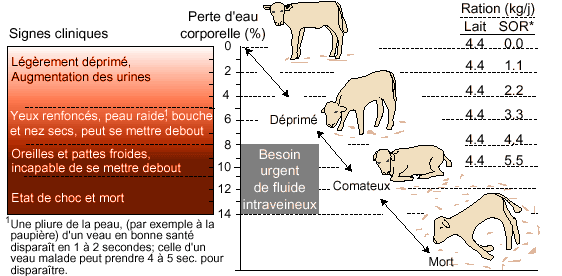 Signes cliniques
Légèrement déprimé,
Augmentation des urines
Yeux renfoncés, peau raide¹, bouche
et nez secs, peut se mettre debout
Oreilles et pattes froides,
incapable de se mettre debout
Etat de choc et mort
¹Une pliure de la peau, (par exemple à la
paupière) d'un veau en bonne santé
disparaît en 1 à 2 secondes; celle d'un
veau malade peut prendre 4 à 5 sec. pour
disparaître.
Perte d'eau
corporelle (%)
0
2
4
6
8
10
12
14
Besoin
urgent
de fluide
intraveineux
Déprimé
Comateux
Mort
Ration (kg/j)
Lait SOR*
4.4 0.0
4.4 1.1
4.4 2.2
4.4 3.3
4.4 4,4
4.4 5.5